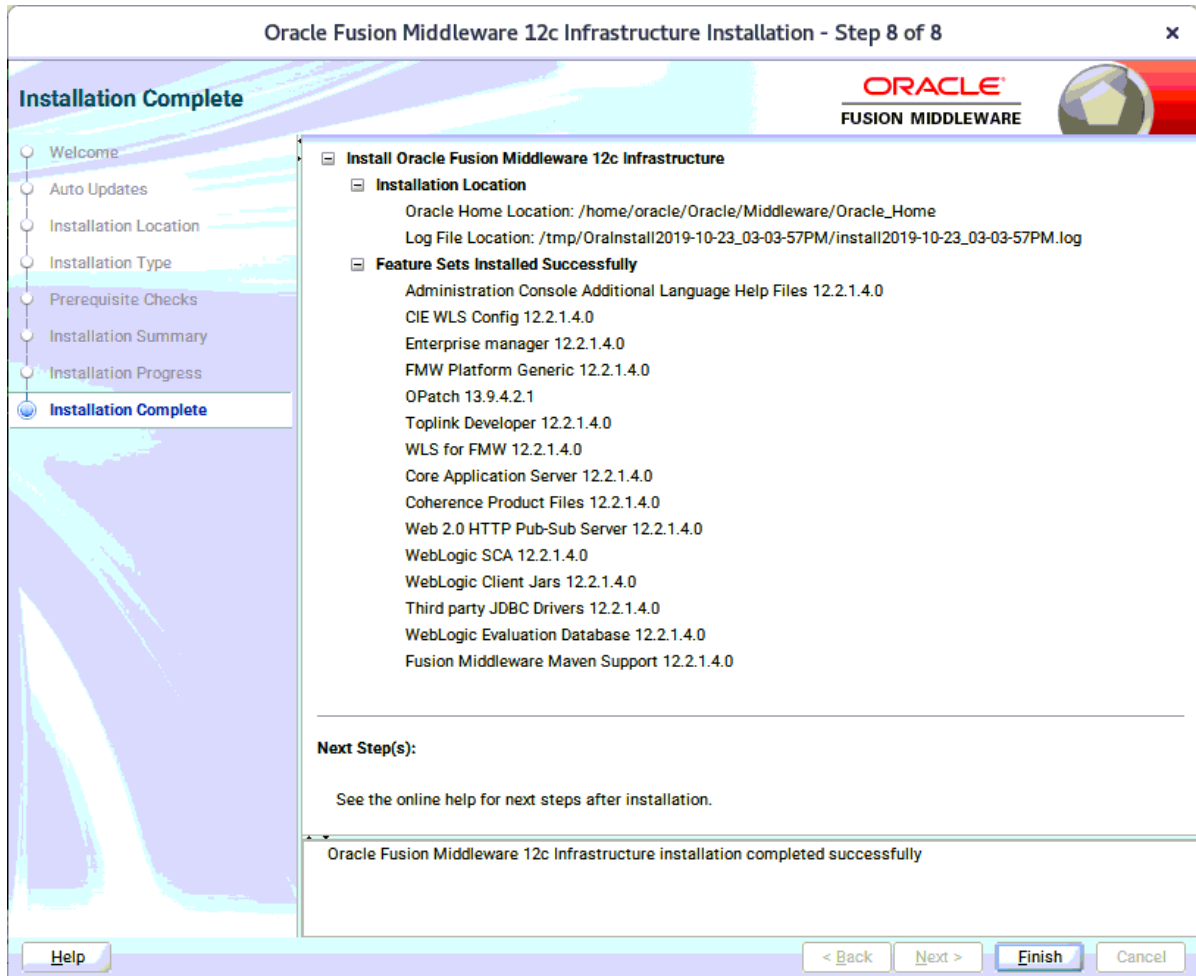 Oracle Fusion Middleware 12c Infrastructure Installation - Step 8 of 8
Installation Complete
ORACLE
FUSION MIDDLEWARE
Welcome
Auto Updates
Installation Location
Installation Type
Prerequisite Checks
Installation Summary
Installation Progress
Installation Complete
Install Oracle Fusion Middleware 12c Infrastructure
Installation Location
Oracle Home Location: /home/oracle/Oracle/Middleware/Oracle_Home
Log File Location: /tmp/OraInstall2019-10-23_03-03-57PM/install2019-10-23_03-03-57PM.log
Feature Sets Installed Successfully
Administration Console Additional Language Help Files 12.2.1.4.0
CIE WLS Config 12.2.1.4.0
Enterprise manager 12.2.1.4.0
FMW Platform Generic 12.2.1.4.0
OPatch 13.9.4.2.1
Toplink Developer 12.2.1.4.0
WLS for FMW 12.2.1.4.0
Core Application Server 12.2.1.4.0
Coherence Product Files 12.2.1.4.0
Web 2.0 HTTP Pub-Sub Server 12.2.1.4.0
WebLogic SCA 12.2.1.4.0
WebLogic Client Jars 12.2.1.4.0
Third party JDBC Drivers 12.2.1.4.0
WebLogic Evaluation Database 12.2.1.4.0
Fusion Middleware Maven Support 12.2.1.4.0
Next Step(s):
See the online help for next steps after installation.
Oracle Fusion Middleware 12c Infrastructure installation completed successfully
Help
< Back
Next >
Finish
Cancel